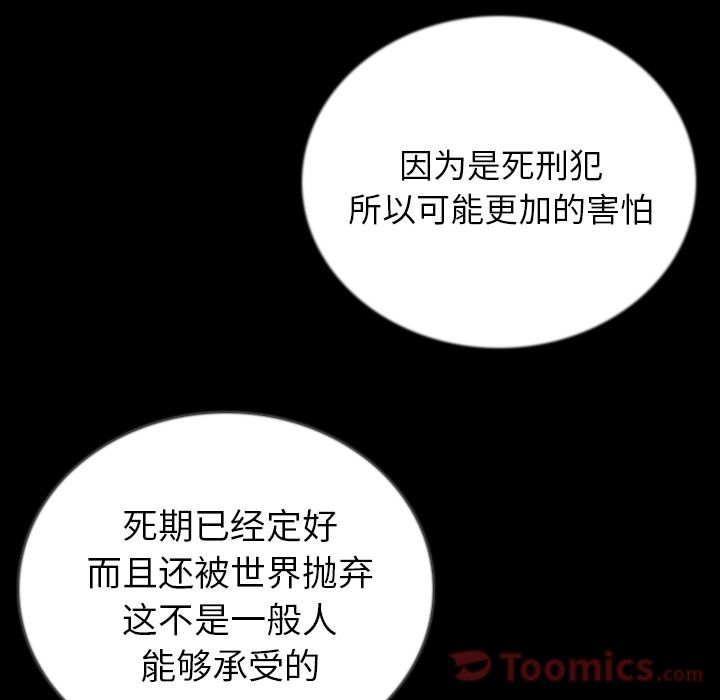 因为是死刑犯
所以可能更加的害怕
死期已经定好
而且还被世界抛弃
这不是一般人
能够承受的
Toomics.com